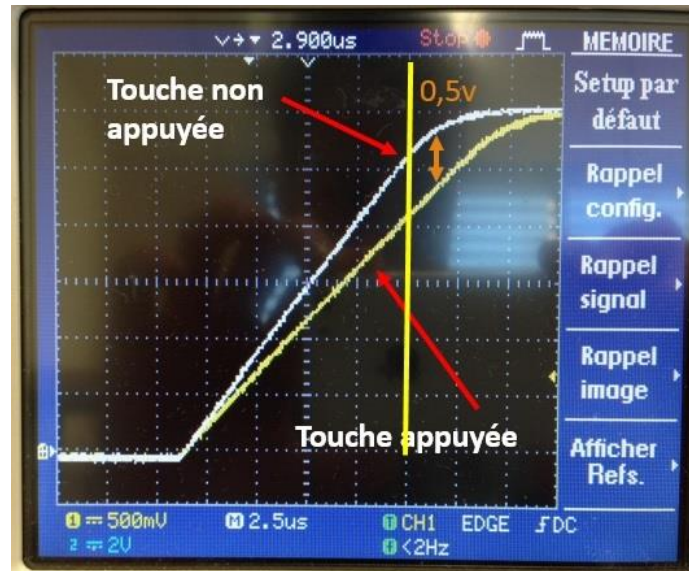 2.900us Stop
MEMOIRE
Setup par
défaut
Rappel
config.
Rappel
signal
Rappel
image
Afficher
Refs.
Touche non
appuyée
0,5v
Touche appuyée
1 500mV M 2.5us T CH1 EDGE DC
2 2V <2Hz